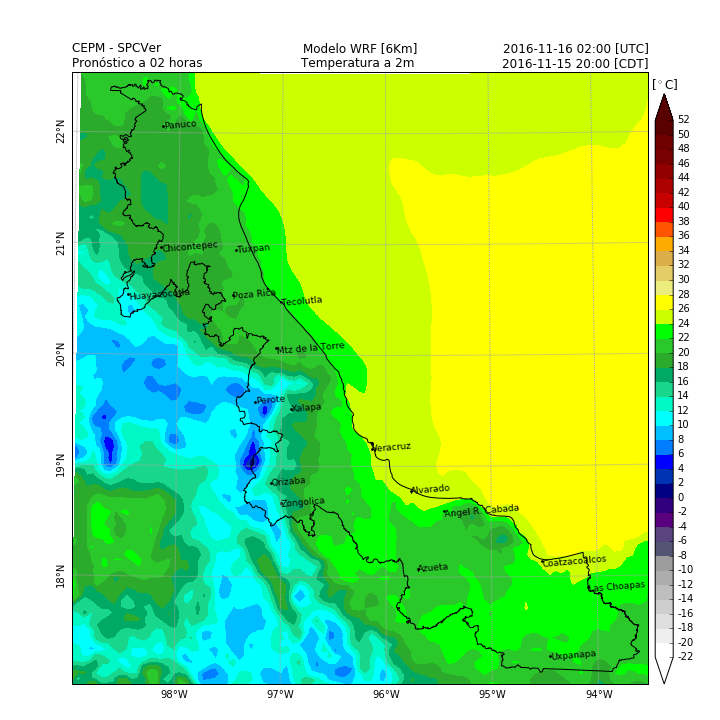 CEPM - SPCVer Modelo WRF [6Km] 2016-11-16 02:00 [UTC]
Pronóstico a 02 horas Temperatura a 2m 2016-11-15 20:00 [CDT]
[°C]
52
50
48
46
44
42
40
38
36
34
32
30
28
26
24
22
20
18
16
14
12
10
8
6
4
2
0
-2
-4
-6
-8
-10
-12
-14
-16
-18
-20
-22
22°N
21°N
20°N
19°N
18°N
Panuco
Chicontepec
Tuxpan
Huayacocotla
Poza Rica
Tecolutla
Mtz de la Torre
Perote
Xalapa
Veracruz
Orizaba
Alvarado
Zongolica
Angel R. Cabada
Azueta
Coatzacoalcos
Las Choapas
Uxpanapa
98°W 97°W 96°W 95°W 94°W